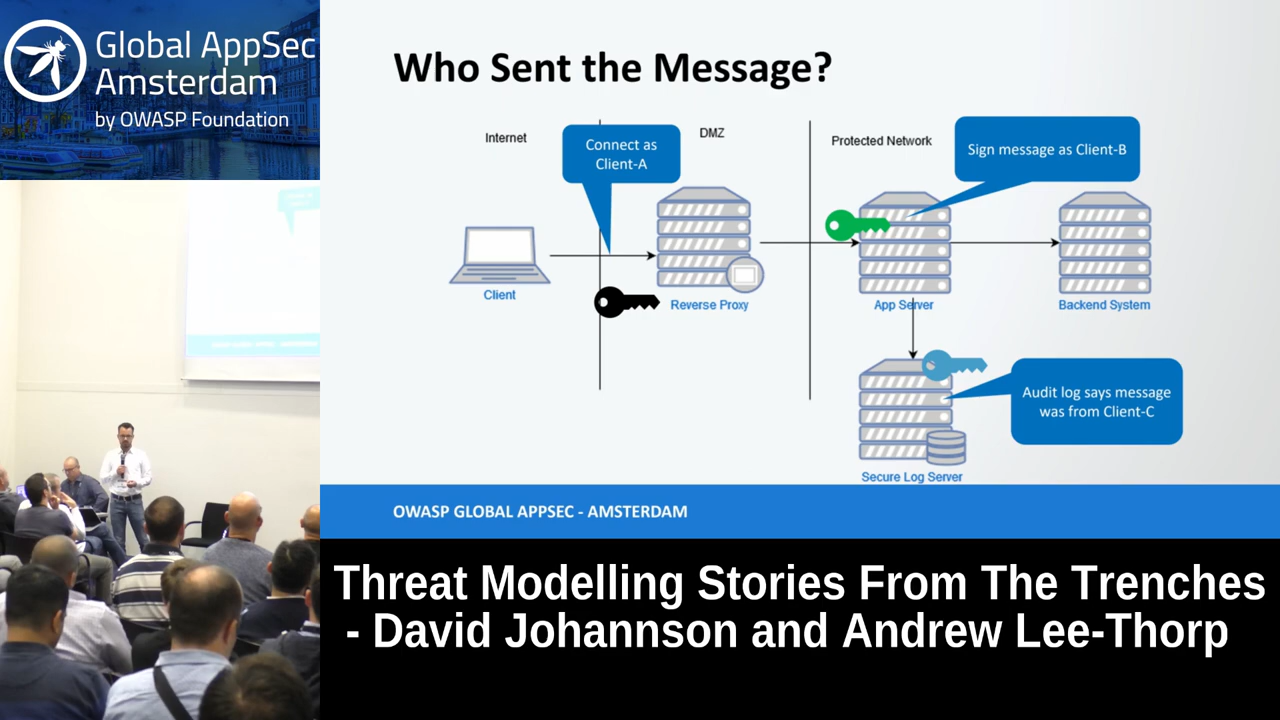 Global AppSec
Amsterdam
by OWASP Foundation
Who Sent the Message?
Internet
Connect as
Client-A
DMZ
Protected Network
Sign message as Client-B
Client
Reverse Proxy
App Server
Backend System
Audit log says message
was from Client-C
Secure Log Server
OWASP GLOBAL APPSEC - AMSTERDAM
Threat Modelling Stories From The Trenches
- David Johannson and Andrew Lee-Thorp